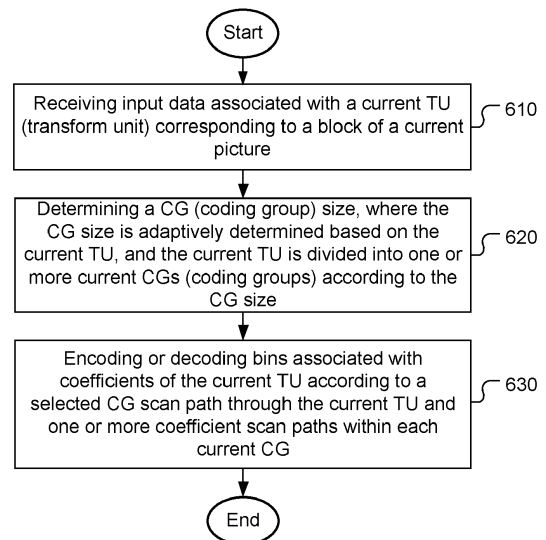 Start
Receiving input data associated with a current TU
(transform unit) corresponding to a block of a current
picture
610
Determining a CG (coding group) size, where the
CG size is adaptively determined based on the
current TU, and the current TU is divided into one or
more current CGs (coding groups) according to the
CG size
620
Encoding or decoding bins associated with
coefficients of the current TU according to a
selected CG scan path through the current TU and
one or more coefficient scan paths within each
current CG
630
End